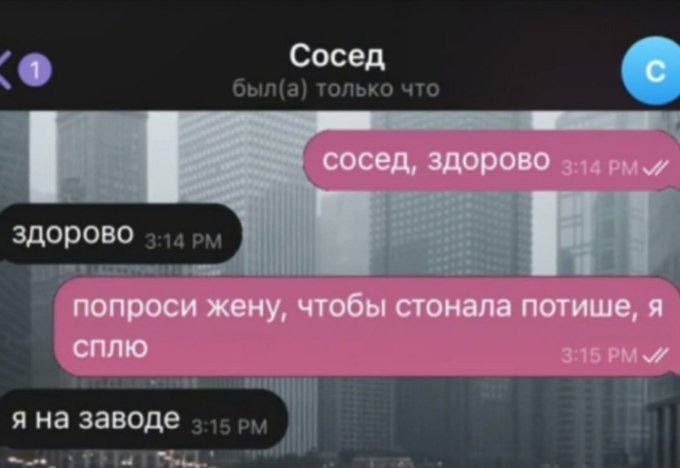 1
Сосед
был(а) только что
С
сосед, здорово 3:14 PM
здорово 3:14 PM
попроси жену, чтобы стонала потише, я
сплю 3:15 PM
я на заводе 3:15 PM